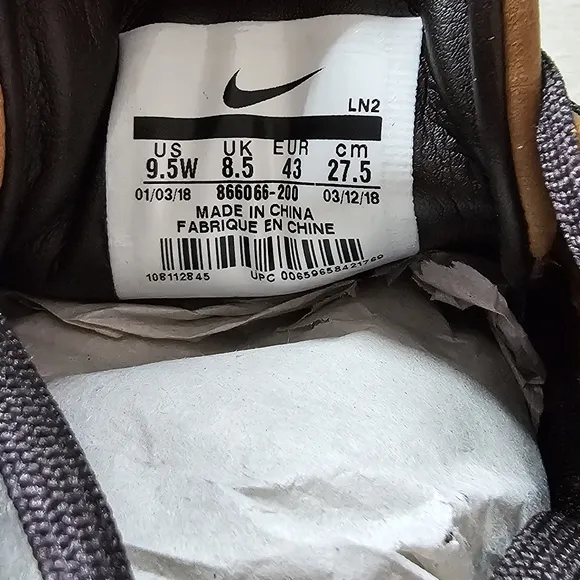 LN2
US UK EUR cm
9.5W 8.5 43 27.5
01/03/18 866066-200 03/12/18
MADE IN CHINA
FABRIQUE EN CHINE
108112845 UPC 00659658421769